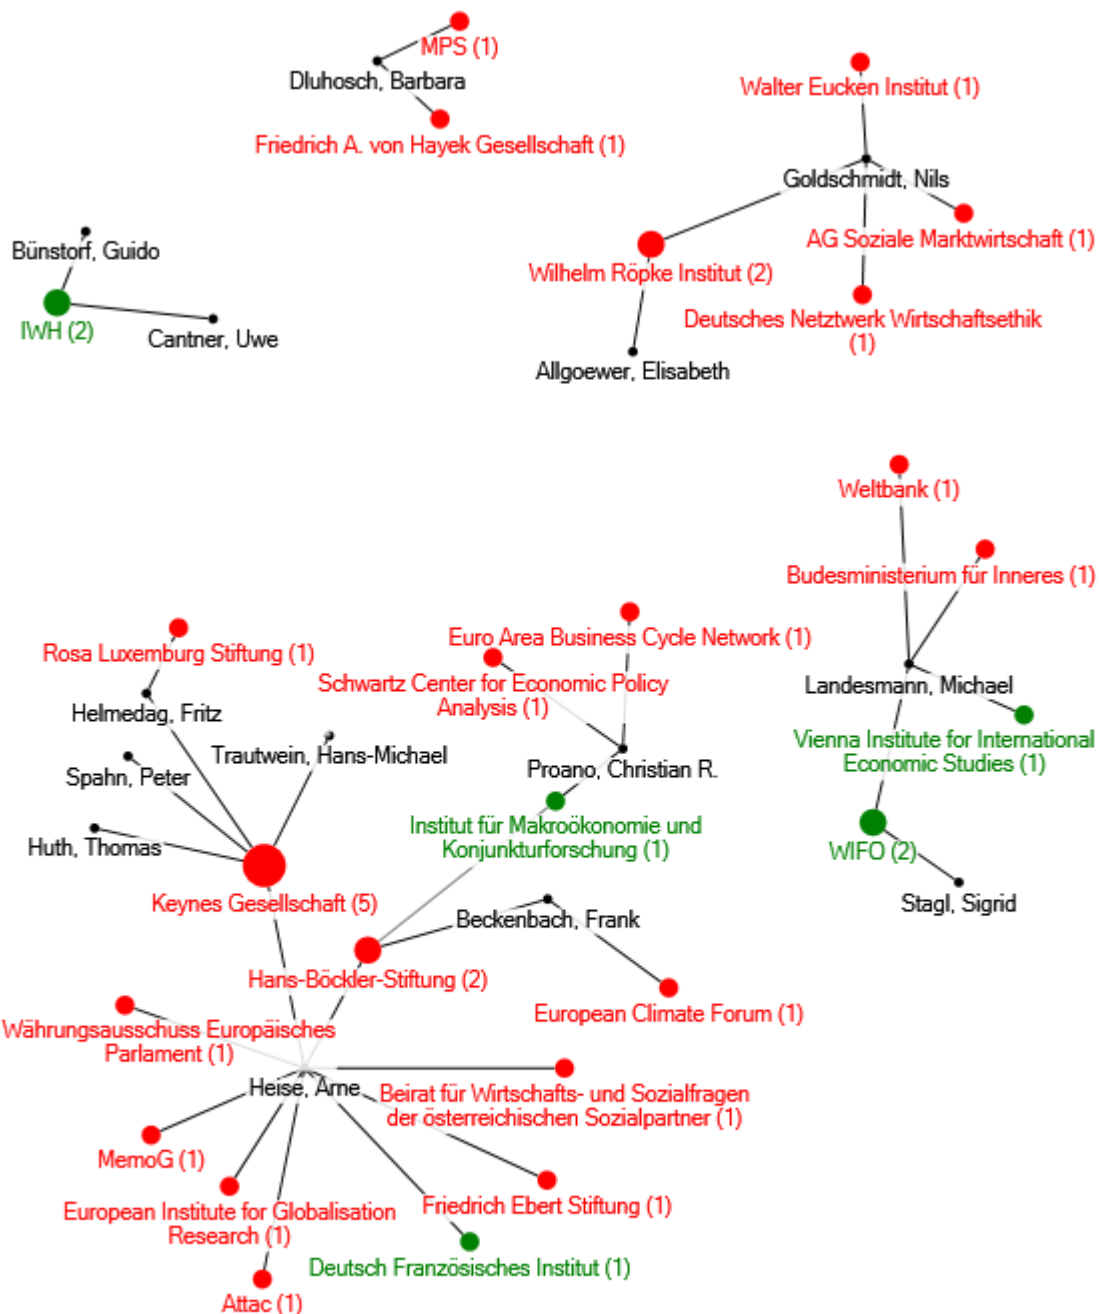 MPS (1)
Dluhosch, Barbara
Friedrich A. von Hayek Gesellschaft (1)
Walter Eucken Institut (1)
Goldschmidt, Nils
AG Soziale Marktwirtschaft (1)
Wilhelm Röpke Institut (2)
Deutsches Netztwerk Wirtschaftsethik
(1)
Allgoewer, Elisabeth
Bünstorf, Guido
IWH (2)
Cantner, Uwe
Weltbank (1)
Budesministerium für Inneres (1)
Landesmann, Michael
Vienna Institute for International
Economic Studies (1)
WIFO (2)
Stagl, Sigrid
Rosa Luxemburg Stiftung (1)
Helmedag, Fritz
Trautwein, Hans-Michael
Spahn, Peter
Huth, Thomas
Keynes Gesellschaft (5)
Euro Area Business Cycle Network (1)
Schwartz Center for Economic Policy
Analysis (1)
Proano, Christian R.
Institut für Makroökonomie und
Konjunkturforschung (1)
Beckenbach, Frank
Hans-Böckler-Stiftung (2)
European Climate Forum (1)
Währungsausschuss Europäisches
Parlament (1)
Heise, Arne
Beirat für Wirtschafts- und Sozialfragen
der österreichischen Sozialpartner (1)
MemoG (1)
European Institute for Globalisation
Research (1)
Friedrich Ebert Stiftung (1)
Deutsch Französisches Institut (1)
Attac (1)